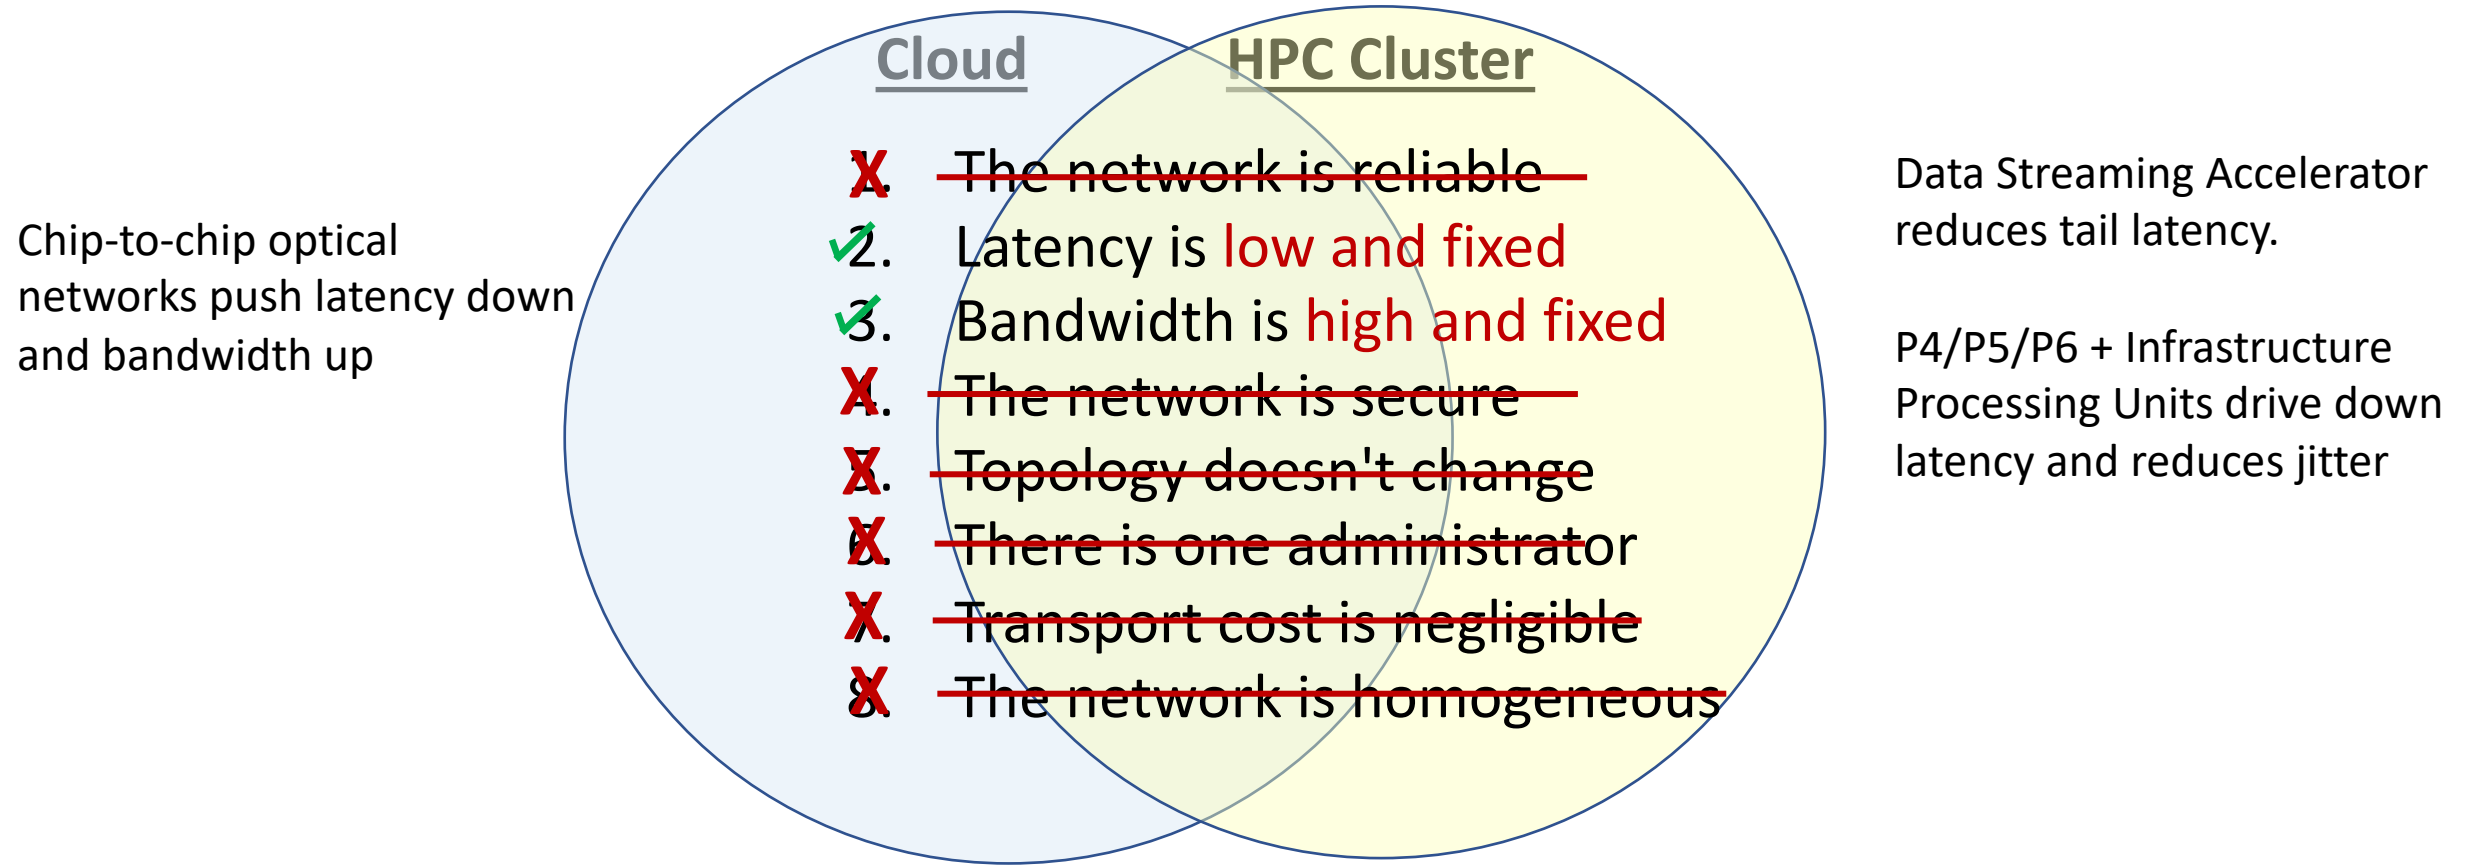 Cloud
HPC Cluster
1. The network is reliable
2. Latency is low and fixed
3. Bandwidth is high and fixed
4. The network is secure
5. Topology doesn't change
6. There is one administrator
7. Transport cost is negligible
8. The network is homogeneous
Chip-to-chip optical
networks push latency down
and bandwidth up
Data Streaming Accelerator
reduces tail latency.
P4/P5/P6 + Infrastructure
Processing Units drive down
latency and reduces jitter